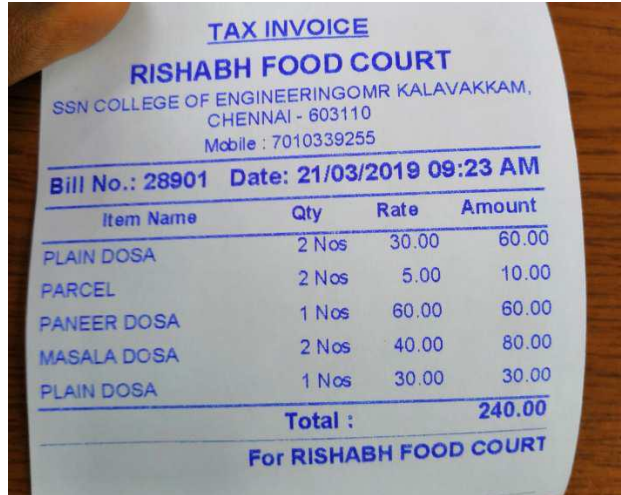 TAX INVOICE
RISHABH FOOD COURT
SSN COLLEGE OF ENGINEERINGOMR KALAVAKKAM,
CHENNAI - 603110
Mobile : 7010339255
Bill No.: 28901 Date: 21/03/2019 09:23 AM
Item Name Qty Rate Amount
PLAIN DOSA 2 Nos 30.00 60.00
PARCEL 2 Nos 5.00 10.00
PANEER DOSA 1 Nos 60.00 60.00
MASALA DOSA 2 Nos 40.00 80.00
PLAIN DOSA 1 Nos 30.00 30.00
Total : 240.00
For RISHABH FOOD COURT